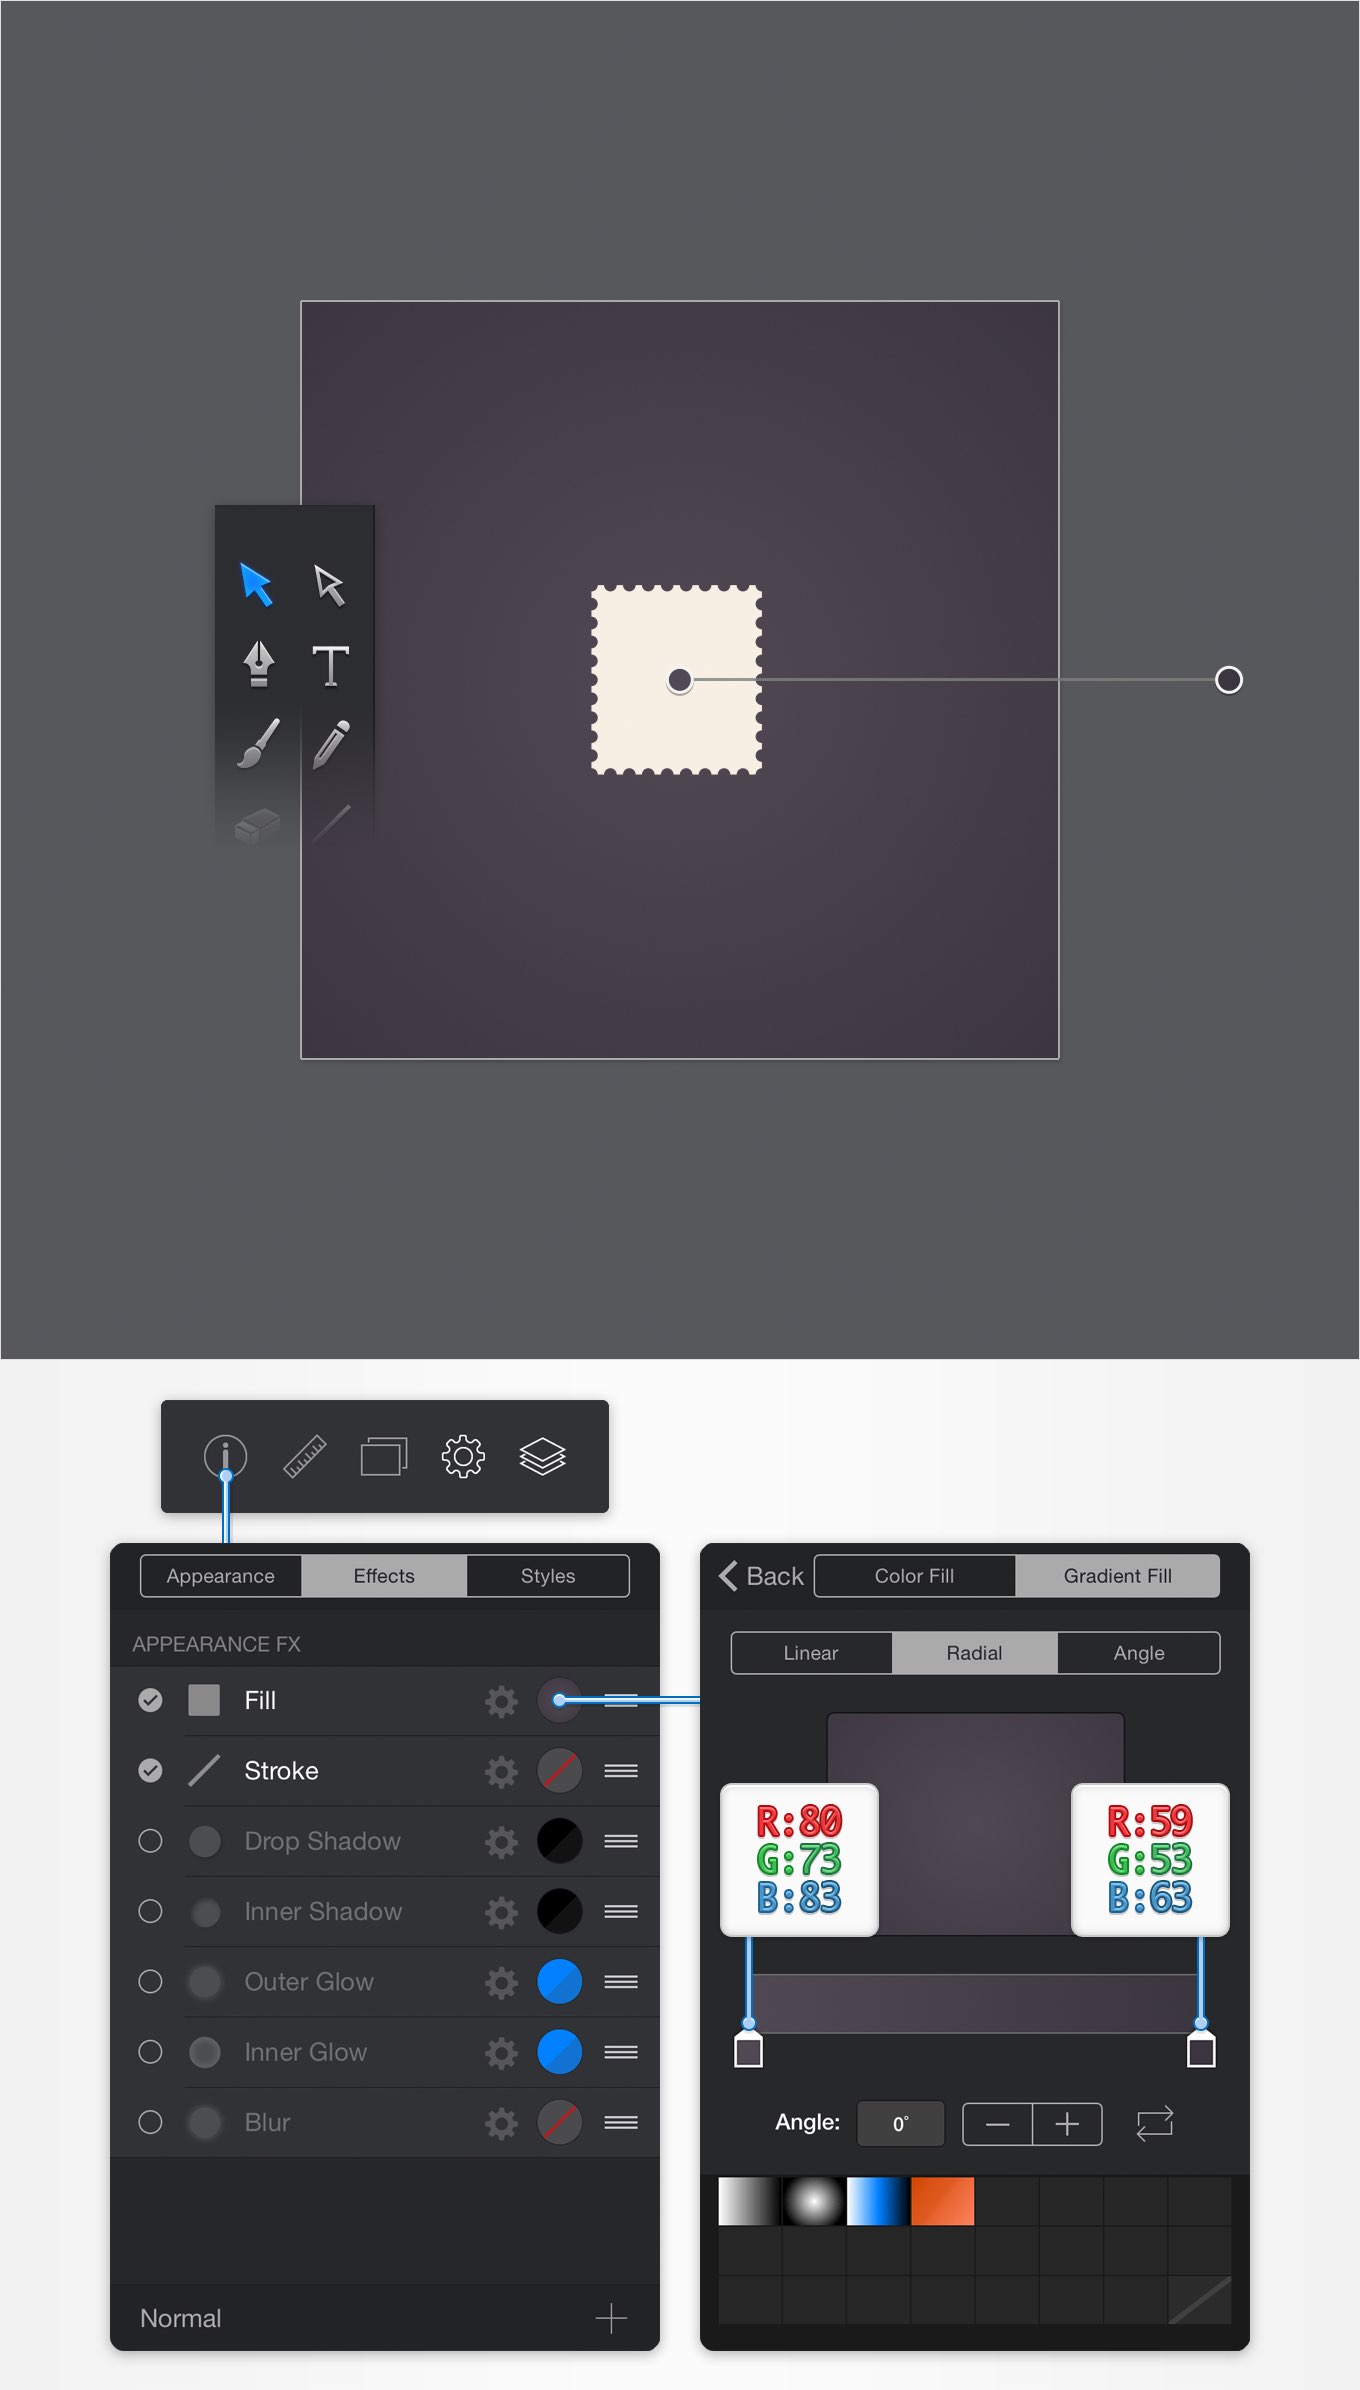 T
Appearance
Effects
Styles
APPEARANCE FX
Fill
Stroke
Drop Shadow
Inner Shadow
Outer Glow
Inner Glow
Blur
Normal
Back
Color Fill
Gradient Fill
Linear
Radial
Angle
R:80
G:73
B:83
R:59
G:53
B:63
Angle:
0°